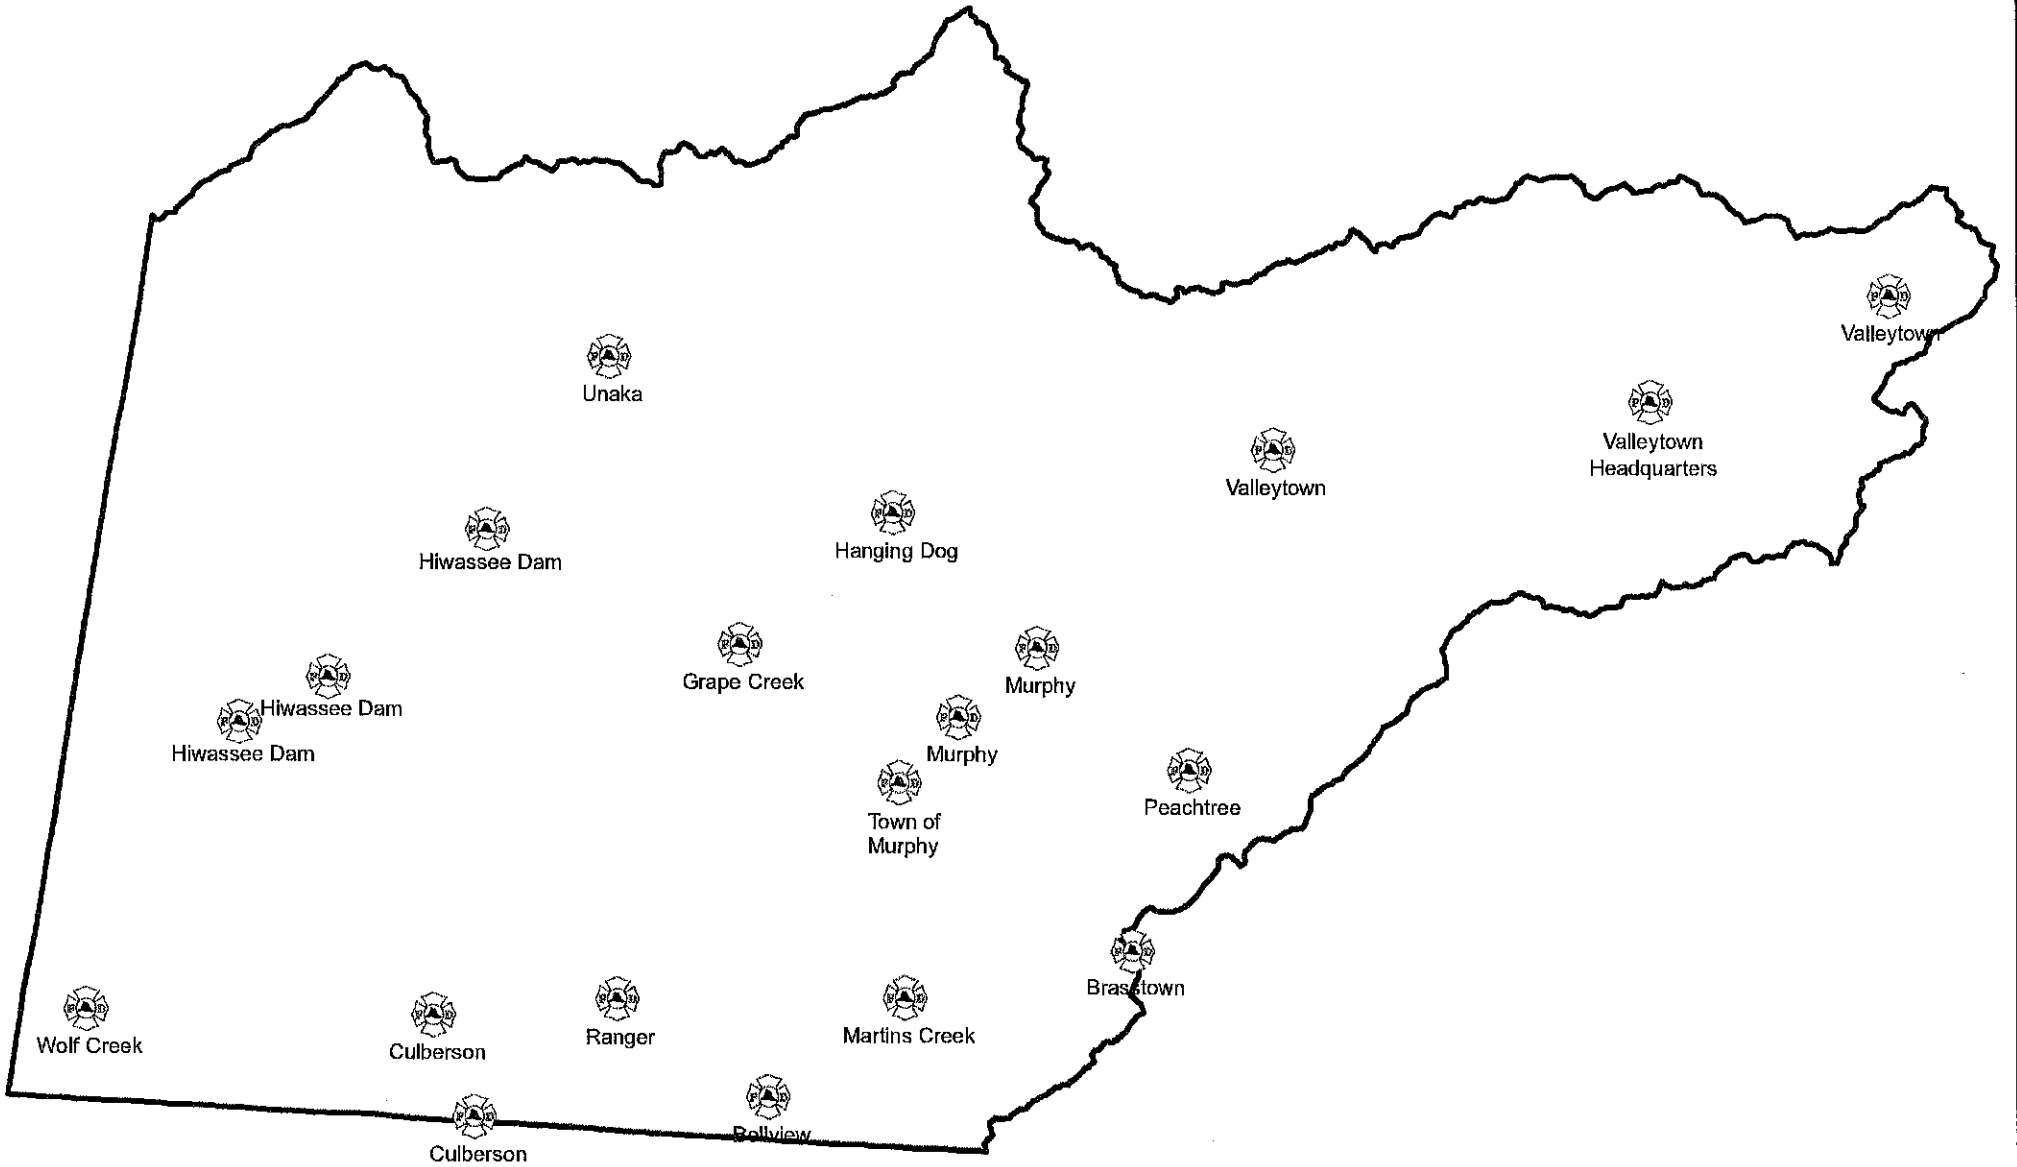 Valleytown
Unaka
Valleytown
Headquarters
Valleytown
Hanging Dog
Hiwassee Dam
Grape Creek
Murphy
Hiwassee Dam
Hiwassee Dam
Murphy
Peachtree
Town of
Murphy
Brasstown
Wolf Creek
Culberson
Ranger
Martins Creek
Bellview
Culberson